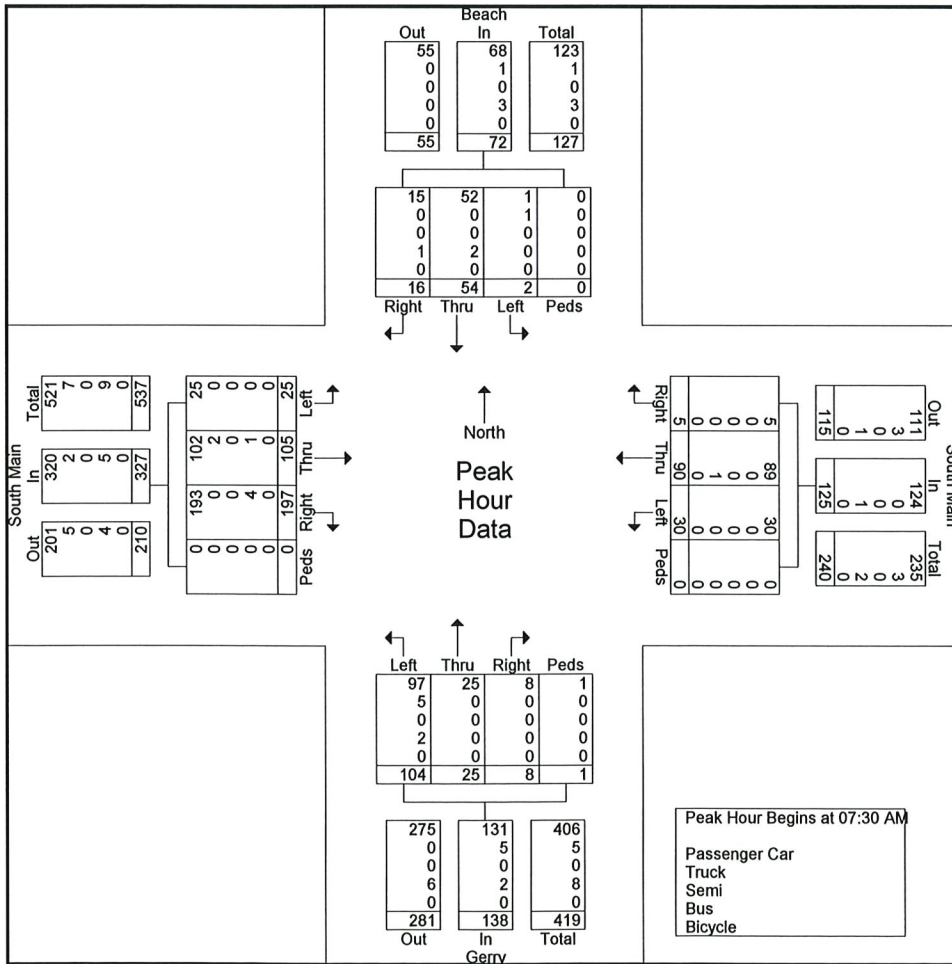 Beach
Out In Total
55 68 123
0 1 1
0 0 0
0 3 3
0 0 0
55 72 127
15 52 1 0
0 0 1 0
0 0 0 0
1 2 0 0
0 0 0 0
16 54 2 0
Right Thru Left Peds
South Main
Total 521 7 0 9 0 537
In 320 2 0 5 0 327
Out 201 5 0 4 0 210
25 0 0 0 0 25 Left
102 2 0 1 0 105 Thru
193 0 0 4 0 197 Right
0 0 0 0 0 0 Peds
North
Peak
Hour
Data
Right 5 0 0 0 0 5
Thru 90 0 1 0 0 89
Left 30 0 0 0 0 30
Peds 0 0 0 0 0 0
Out 115 0 1 0 3 111
In 125 0 1 0 0 124
Total 240 0 2 0 3 235
South Main
Left Thru Right Peds
97 25 8 1
5 0 0 0
0 0 0 0
2 0 0 0
0 0 0 0
104 25 8 1
275 131 406
0 5 5
0 0 0
6 2 8
0 0 0
281 138 419
Out In Total
Gerry
Peak Hour Begins at 07:30 AM
Passenger Car
Truck
Semi
Bus
Bicycle